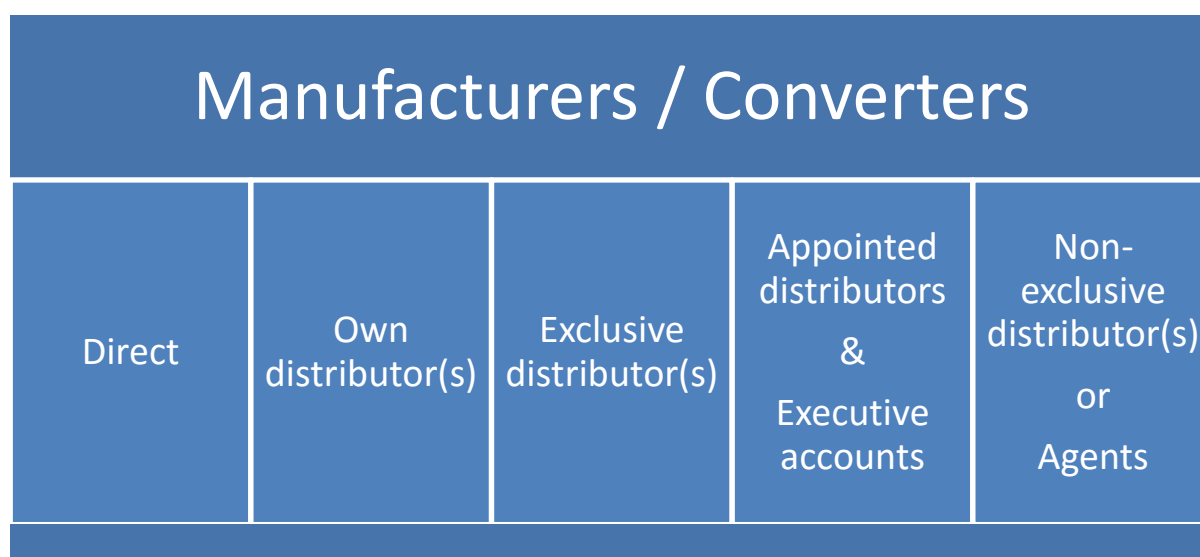 Manufacturers / Converters
Direct
Own
distributor(s)
Exclusive
distributor(s)
Appointed
distributors
&
Executive
accounts
Non-
exclusive
distributor(s)
or
Agents